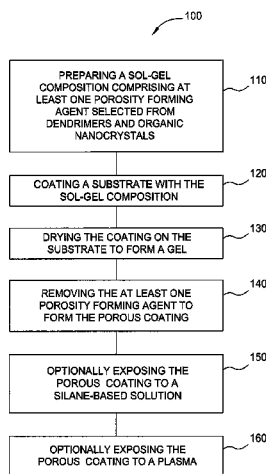 100
PREPARING A SOL-GEL
COMPOSITION COMPRISING AT
LEAST ONE POROSITY FORMING
AGENT SELECTED FROM
DENDRIMERS AND ORGANIC
NANOCRYSTALS
110
COATING A SUBSTRATE WITH THE
SOL-GEL COMPOSITION
120
DRYING THE COATING ON THE
SUBSTRATE TO FORM A GEL
130
REMOVING THE AT LEAST ONE
POROSITY FORMING AGENT TO
FORM THE POROUS COATING
140
OPTIONALLY EXPOSING THE
POROUS COATING TO A
SILANE-BASED SOLUTION
150
OPTIONALLY EXPOSING THE
POROUS COATING TO A PLASMA
160